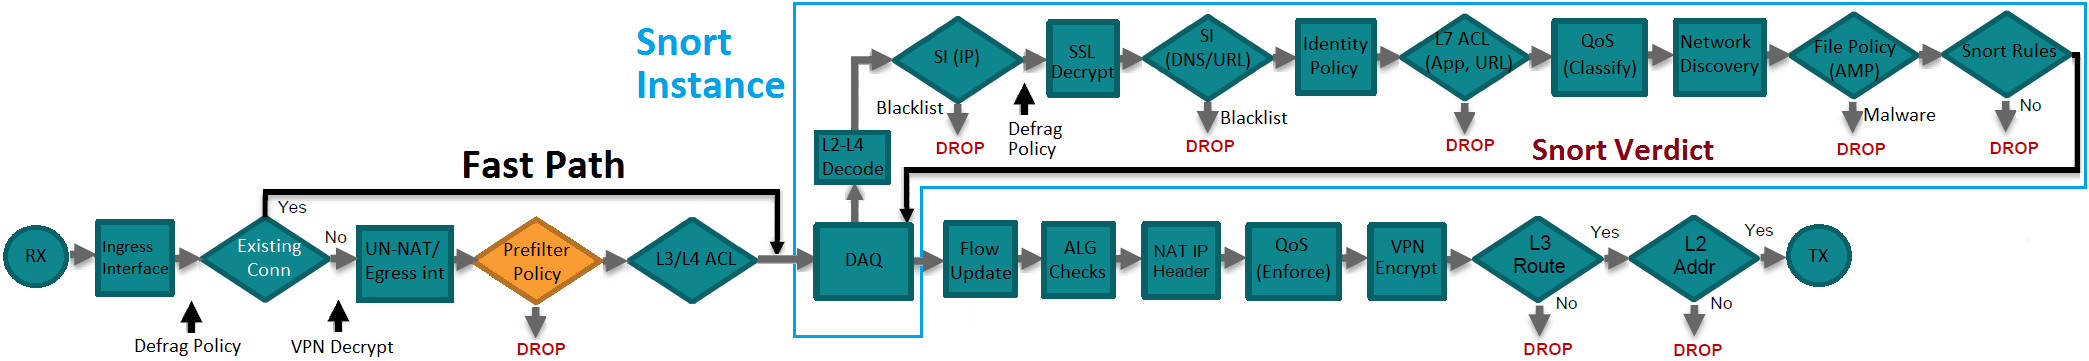 Snort
Instance
SI (IP)
Blacklist
DROP
Defrag
Policy
SSL
Decrypt
SI
(DNS/URL)
Blacklist
DROP
Identity
Policy
L7 ACL
(App, URL)
DROP
QoS
(Classify)
Network
Discovery
File Policy
(AMP)
Malware
DROP
Snort Rules
No
DROP
L2-L4
Decode
Snort Verdict
Fast Path
RX
Ingress
Interface
Defrag Policy
Existing
Conn
Yes
No
VPN Decrypt
UN-NAT/
Egress int
Prefilter
Policy
DROP
L3/L4 ACL
DAQ
Flow
Update
ALG
Checks
NAT IP
Header
QoS
(Enforce)
VPN
Encrypt
L3
Route
Yes
No
DROP
L2
Addr
Yes
No
DROP
TX